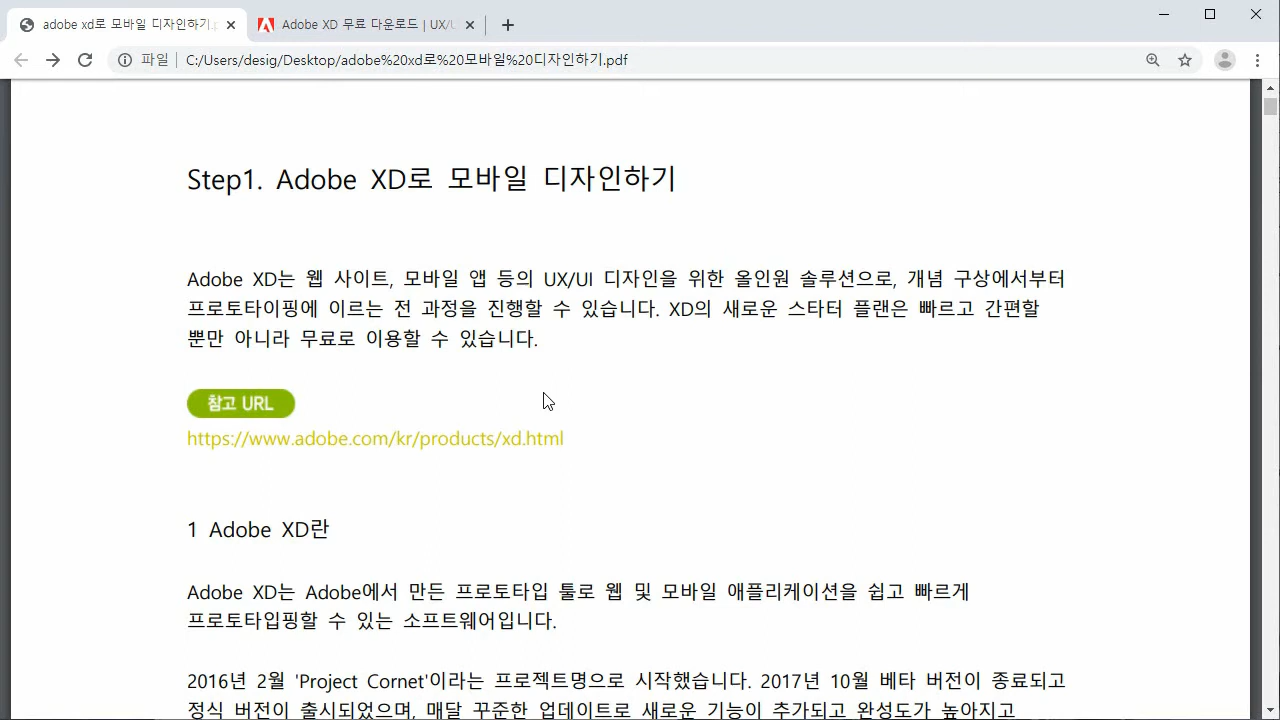 adobe xd로 모바일 디자인하기.p
Adobe XD 무료 다운로드 | UX/U
파일
C:/Users/desig/Desktop/adobe%20xd로%20모바일%20디자인하기.pdf
Step1. Adobe XD로 모바일 디자인하기
Adobe XD는 웹 사이트, 모바일 앱 등의 UX/UI 디자인을 위한 올인원 솔루션으로, 개념 구상에서부터
프로토타이핑에 이르는 전 과정을 진행할 수 있습니다. XD의 새로운 스타터 플랜은 빠르고 간편할
뿐만 아니라 무료로 이용할 수 있습니다.
참고 URL
https://www.adobe.com/kr/products/xd.html
1 Adobe XD란
Adobe XD는 Adobe에서 만든 프로토타입 툴로 웹 및 모바일 애플리케이션을 쉽고 빠르게
프로토타입핑할 수 있는 소프트웨어입니다.
2016년 2월 'Project Cornet'이라는 프로젝트명으로 시작했습니다. 2017년 10월 베타 버전이 종료되고
정식 버전이 출시되었으며, 매달 꾸준한 업데이트로 새로운 기능이 추가되고 완성도가 높아지고